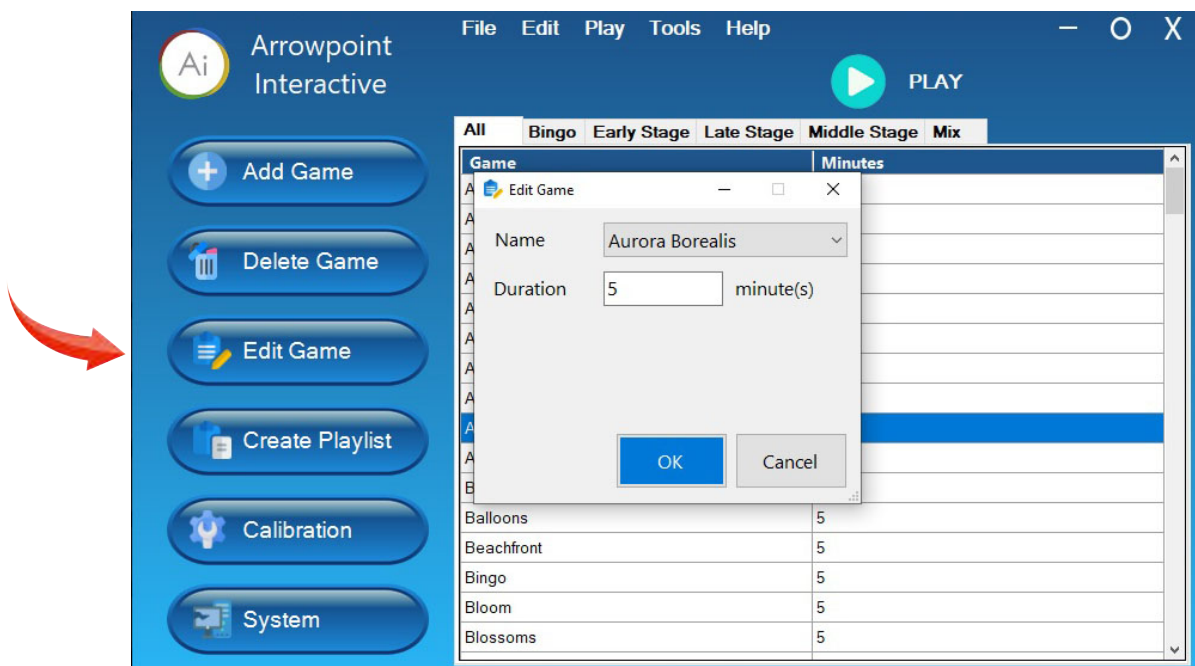 Ai
Arrowpoint
Interactive
File Edit Play Tools Help
O X
PLAY
All Bingo Early Stage Late Stage Middle Stage Mix
Game Minutes
Add Game
Delete Game
Edit Game
Create Playlist
Calibration
System
Edit Game
Name Aurora Borealis
Duration 5 minute(s)
OK Cancel
A
A
A
A
A
A
A
A
A
A
B
Balloons 5
Beachfront 5
Bingo 5
Bloom 5
Blossoms 5